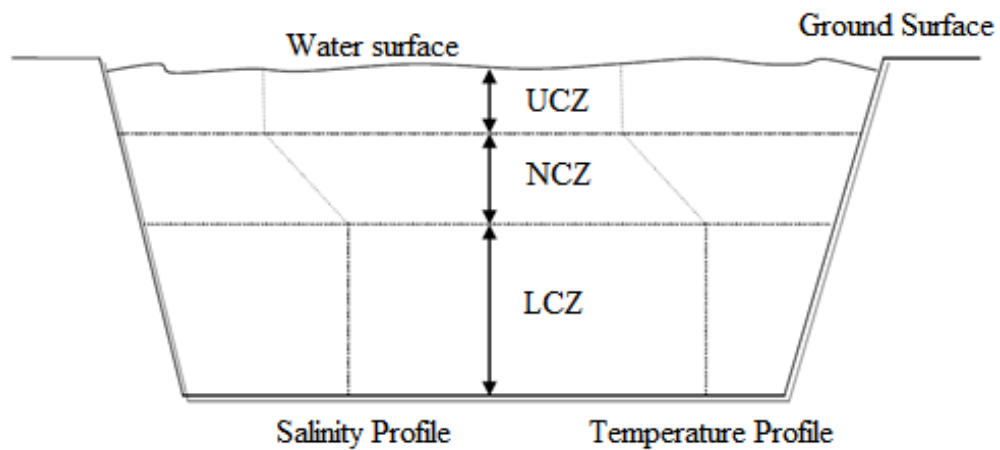 Ground Surface
Water surface
UCZ
NCZ
LCZ
Salinity Profile
Temperature Profile